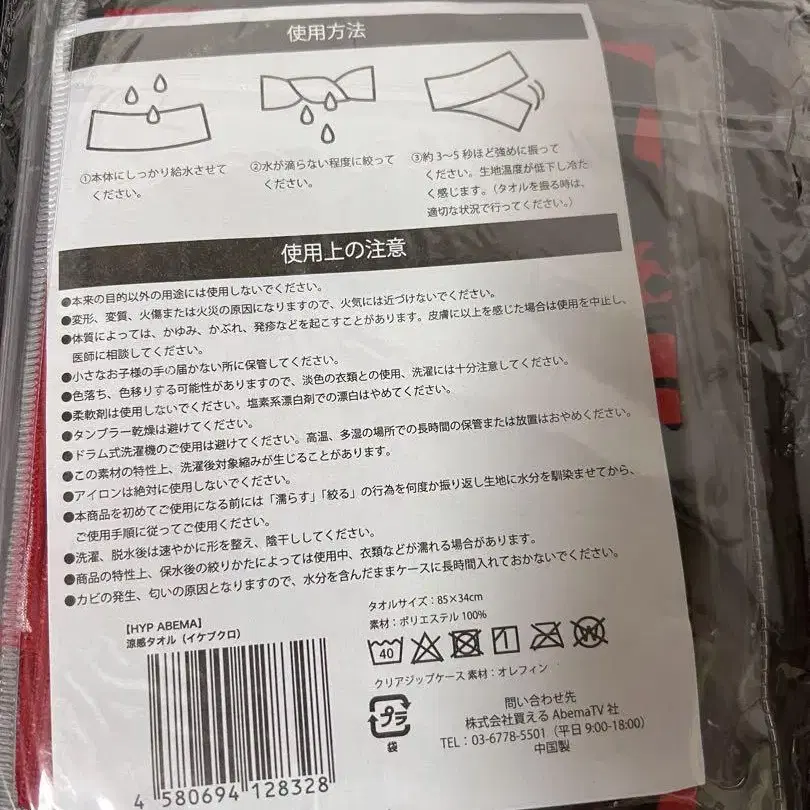 使用方法
①本体にしっかり給水させて
ください。
②水が滴らない程度に絞って
ください。
③約3〜5秒ほど強めに振って
ください。生地温度が低下し冷た
く感じます。（タオルを振る時は、
適切な状況で行ってください。）
使用上の注意
●本来の目的以外の用途には使用しないでください。
●変形、変質、火傷または火災の原因になりますので、火気には近づけないでください。
●体質によっては、かゆみ、かぶれ、発疹などを起こすことがあります。皮膚に以上を感じた場合は使用を中止し、
医師に相談してください。
●小さなお子様の手の届かない所に保管してください。
●色落ち、色移りする可能性がありますので、淡色の衣類との使用、洗濯には十分注意してください。
●柔軟剤は使用しないでください。塩素系漂白剤での漂白はやめてください。
●タンブラー乾燥は避けてください。
●ドラム式洗濯機のご使用は避けてください。高温、多湿の場所での長時間の保管または放置はおやめください。
●この素材の特性上、洗濯後対象縮みが生じることがあります。
●アイロンは絶対に使用しないでください。
●本商品を初めてご使用になる前には「濡らす」「絞る」の行為を何度か振り返し生地に水分を馴染ませてから、
ご使用手順に従ってご使用ください。
●洗濯、脱水後は速やかに形を整え、陰干ししてください。
●商品の特性上、保水後の絞りかたによっては使用中、衣類などが濡れる場合があります。
●カビの発生、匂いの原因となりますので、水分を含んだままケースに長時間入れておかないでください。
【HYP ABEMA】
涼感タオル（イケブクロ）
4 580694 128328
タオルサイズ：85×34cm
素材：ポリエステル 100%
40
クリアジップケース 素材：オレフィン
プラ
袋
問い合わせ先
株式会社買える AbemaTV 社
TEL：03-6778-5501（平日 9:00-18:00）
中国製